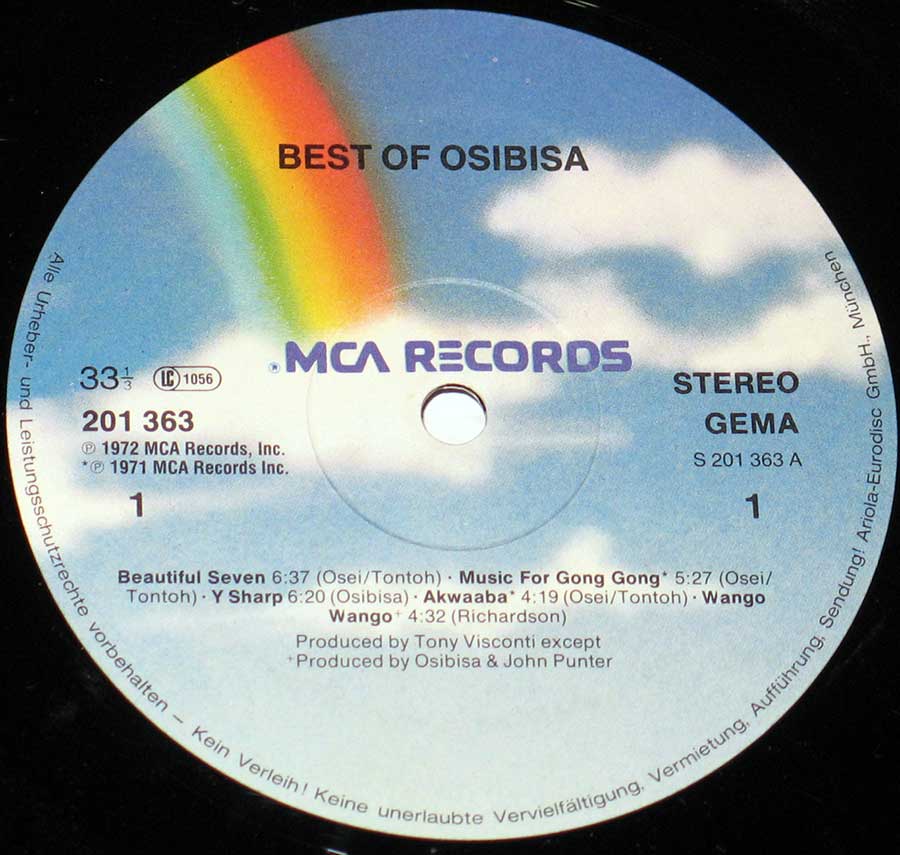 BEST OF OSIBISA
MCA RECORDS
33⅓ LC 1056
201 363
℗ 1972 MCA Records, Inc.
*℗ 1971 MCA Records Inc.
1
STEREO
GEMA
S 201 363 A
1
Beautiful Seven 6:37 (Osei/Tontoh) · Music For Gong Gong* 5:27 (Osei/
Tontoh) · Y Sharp 6:20 (Osibisa) · Akwaaba* 4:19 (Osei/Tontoh) · Wango
Wango+ 4:32 (Richardson)
Produced by Tony Visconti except
+Produced by Osibisa & John Punter
Alle Urheber- und Leistungsschutzrechte vorbehalten – Kein Verleih! Keine unerlaubte Vervielfältigung, Vermietung, Aufführung, Sendung! Ariola-Eurodisc GmbH., München